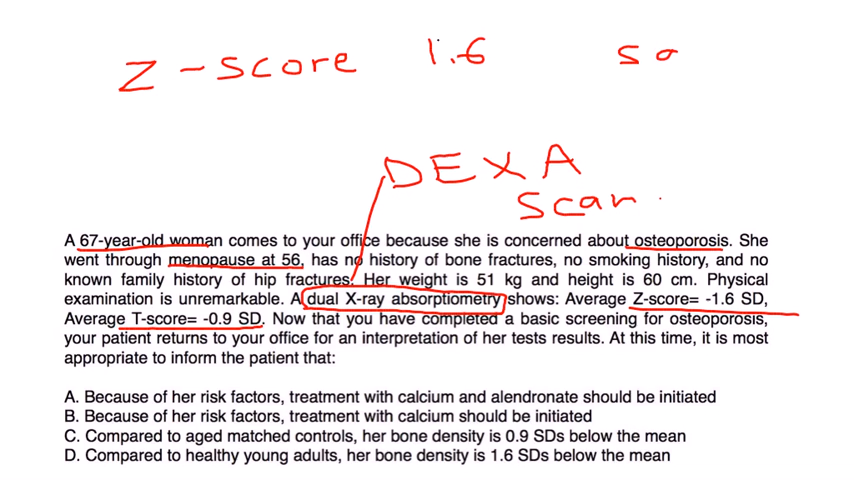 Z - score 1.6 so
DEXA
scan.
A 67-year-old woman comes to your office because she is concerned about osteoporosis. She
went through menopause at 56, has no history of bone fractures, no smoking history, and no
known family history of hip fractures. Her weight is 51 kg and height is 60 cm. Physical
examination is unremarkable. A dual X-ray absorptiometry shows: Average Z-score= -1.6 SD,
Average T-score= -0.9 SD. Now that you have completed a basic screening for osteoporosis,
your patient returns to your office for an interpretation of her tests results. At this time, it is most
appropriate to inform the patient that:
A. Because of her risk factors, treatment with calcium and alendronate should be initiated
B. Because of her risk factors, treatment with calcium should be initiated
C. Compared to aged matched controls, her bone density is 0.9 SDs below the mean
D. Compared to healthy young adults, her bone density is 1.6 SDs below the mean